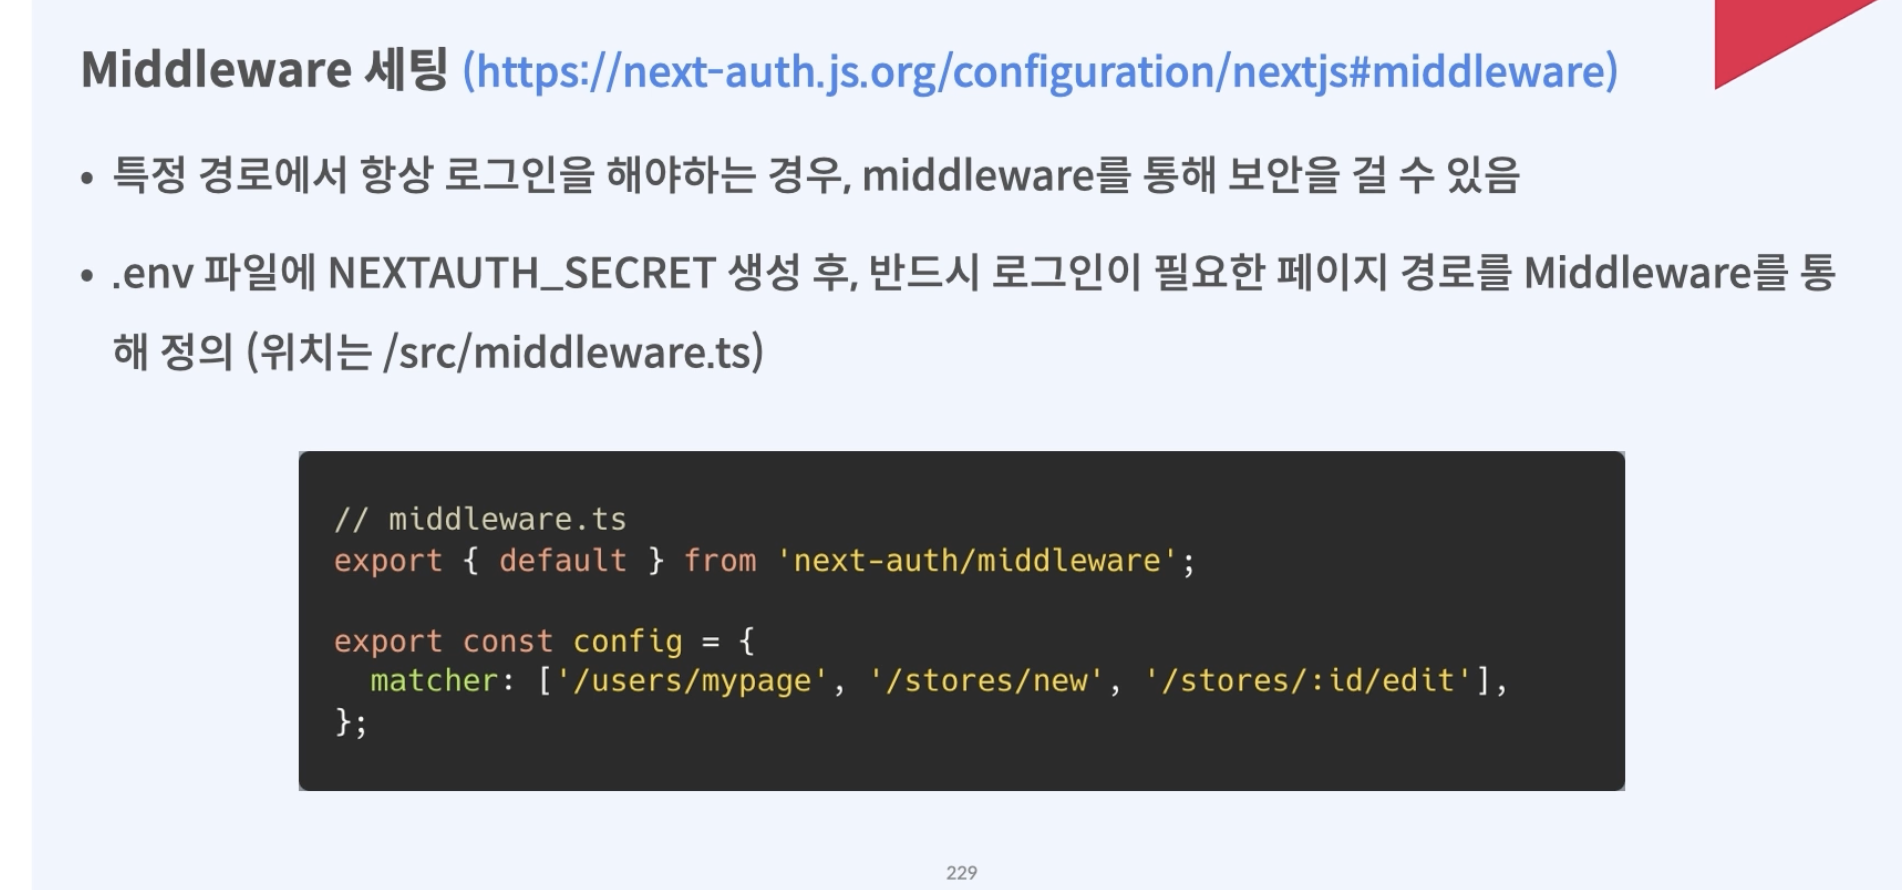 Middleware 세팅 (https://next-auth.js.org/configuration/nextjs#middleware)
• 특정 경로에서 항상 로그인을 해야하는 경우, middleware를 통해 보안을 걸 수 있음
• .env 파일에 NEXTAUTH_SECRET 생성 후, 반드시 로그인이 필요한 페이지 경로를 Middleware를 통
해 정의 (위치는 /src/middleware.ts)
// middleware.ts
export { default } from 'next-auth/middleware';
export const config = {
  matcher: ['/users/mypage', '/stores/new', '/stores/:id/edit'],
};
229